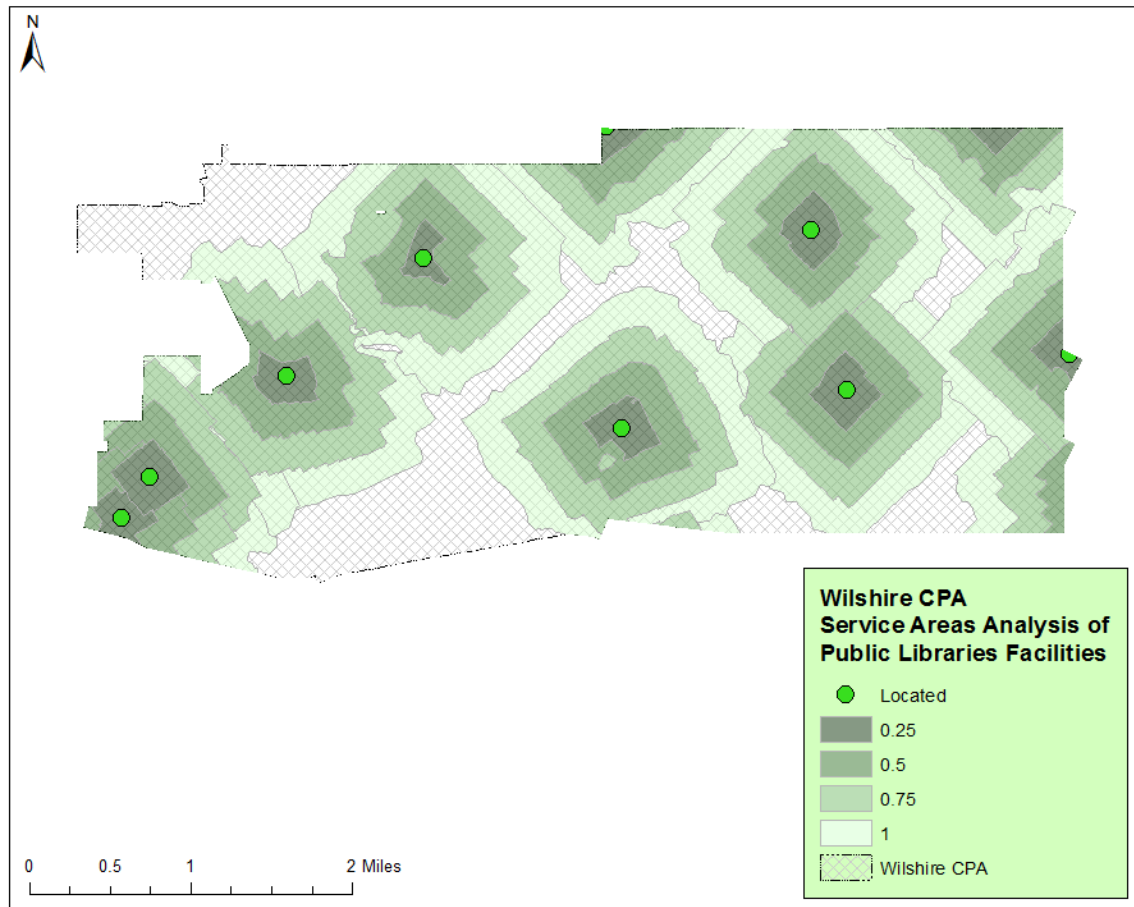 N
Wilshire CPA
Service Areas Analysis of
Public Libraries Facilities
Located
0.25
0.5
0.75
1
Wilshire CPA
0 0.5 1 2 Miles